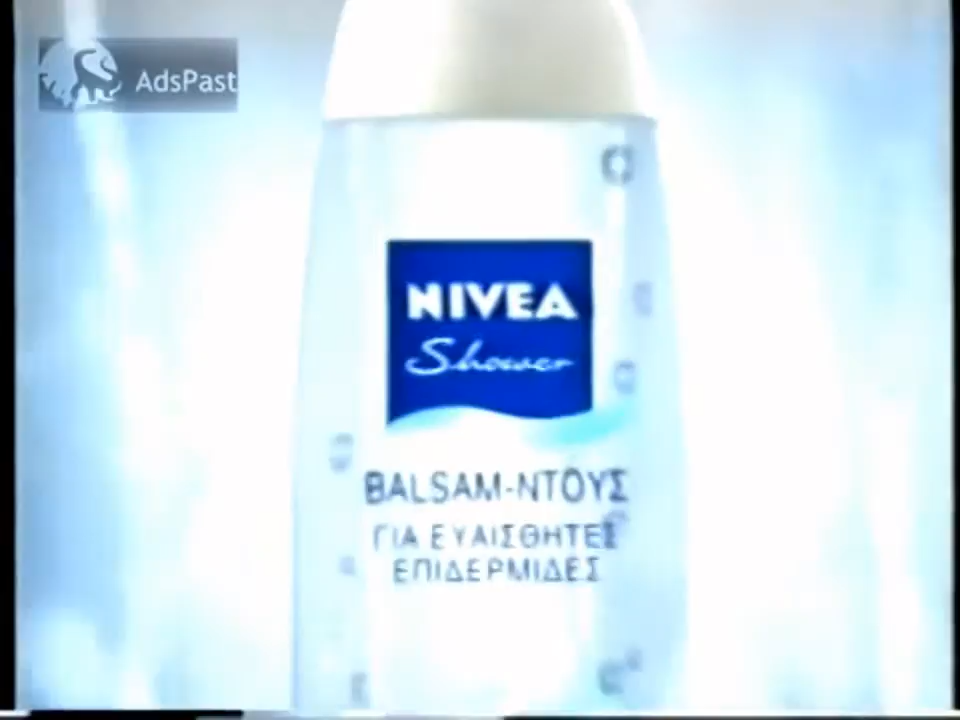 AdsPast
NIVEA
Shower
BALSAM-ΝΤΟΥΣ
ΓΙΑ ΕΥΑΙΣΘΗΤΕΣ
ΕΠΙΔΕΡΜΙΔΕΣ